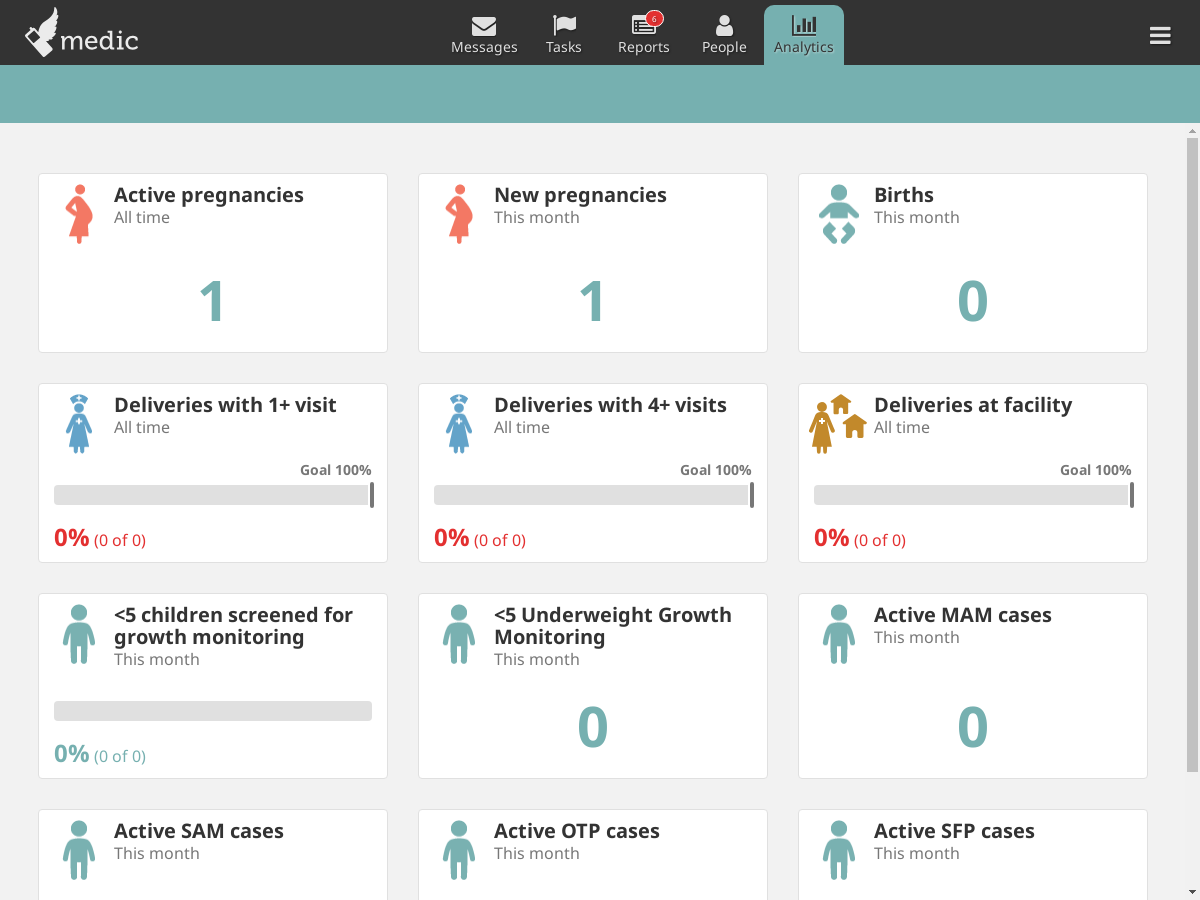 medic
Messages
Tasks
6
Reports
People
Analytics
Active pregnancies
All time
1
New pregnancies
This month
1
Births
This month
0
Deliveries with 1+ visit
All time
Goal 100%
0% (0 of 0)
Deliveries with 4+ visits
All time
Goal 100%
0% (0 of 0)
Deliveries at facility
All time
Goal 100%
0% (0 of 0)
<5 children screened for
growth monitoring
This month
0% (0 of 0)
<5 Underweight Growth
Monitoring
This month
0
Active MAM cases
This month
0
Active SAM cases
This month
Active OTP cases
This month
Active SFP cases
This month